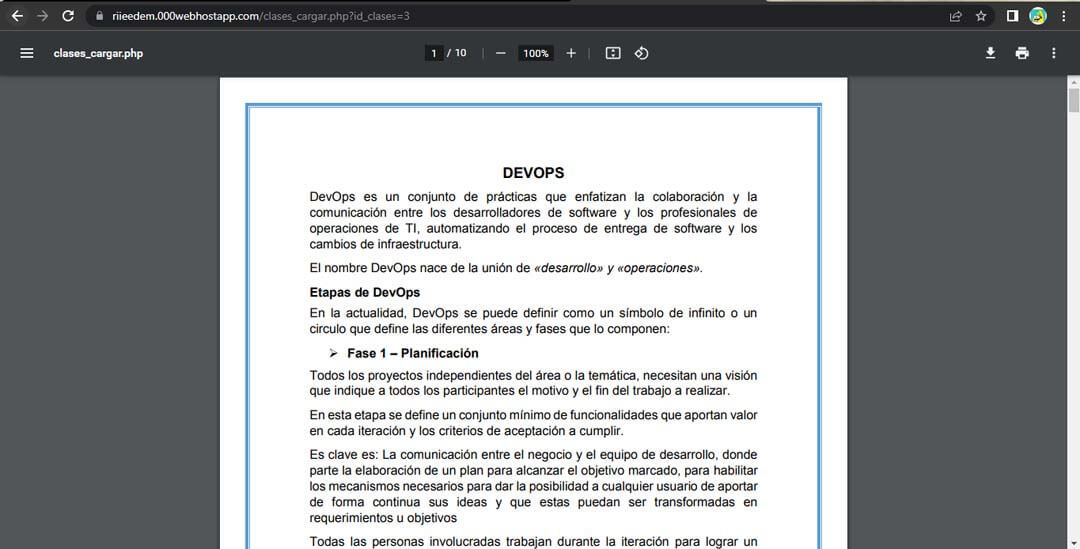 riieedem.000webhostapp.com/clases_cargar.php?id_clases=3
clases_cargar.php
1 / 10
100%
DEVOPS
DevOps es un conjunto de prácticas que enfatizan la colaboración y la
comunicación entre los desarrolladores de software y los profesionales de
operaciones de TI, automatizando el proceso de entrega de software y los
cambios de infraestructura.
El nombre DevOps nace de la unión de «desarrollo» y «operaciones».
Etapas de DevOps
En la actualidad, DevOps se puede definir como un símbolo de infinito o un
circulo que define las diferentes áreas y fases que lo componen:
➢ Fase 1 – Planificación
Todos los proyectos independientes del área o la temática, necesitan una visión
que indique a todos los participantes el motivo y el fin del trabajo a realizar.
En esta etapa se define un conjunto mínimo de funcionalidades que aportan valor
en cada iteración y los criterios de aceptación a cumplir.
Es clave es: La comunicación entre el negocio y el equipo de desarrollo, donde
parte la elaboración de un plan para alcanzar el objetivo marcado, para habilitar
los mecanismos necesarios para dar la posibilidad a cualquier usuario de aportar
de forma continua sus ideas y que estas puedan ser transformadas en
requerimientos u objetivos
Todas las personas involucradas trabajan durante la iteración para lograr un